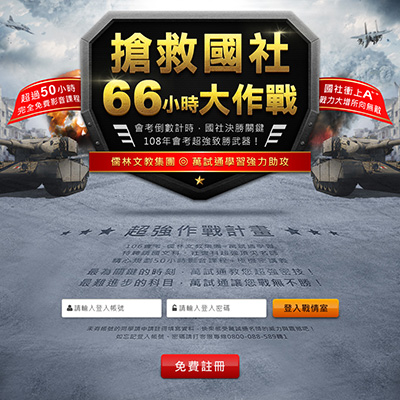 搶救國社
66小時大作戰
超過50小時
完全免費影音課程
國社衝上A++
戰力大增所向無敵
會考倒數計時，國社決勝關鍵
108年會考超強致勝武器！
儒林文教集團 ◎ 萬試通學習強力助攻
超強作戰計畫
最為關鍵的時刻，萬試通教您超強密技！
最難進步的科目，萬試通讓您戰無不勝！
請輸入登入帳號
請輸入登入密碼
登入戰情室
免費註冊